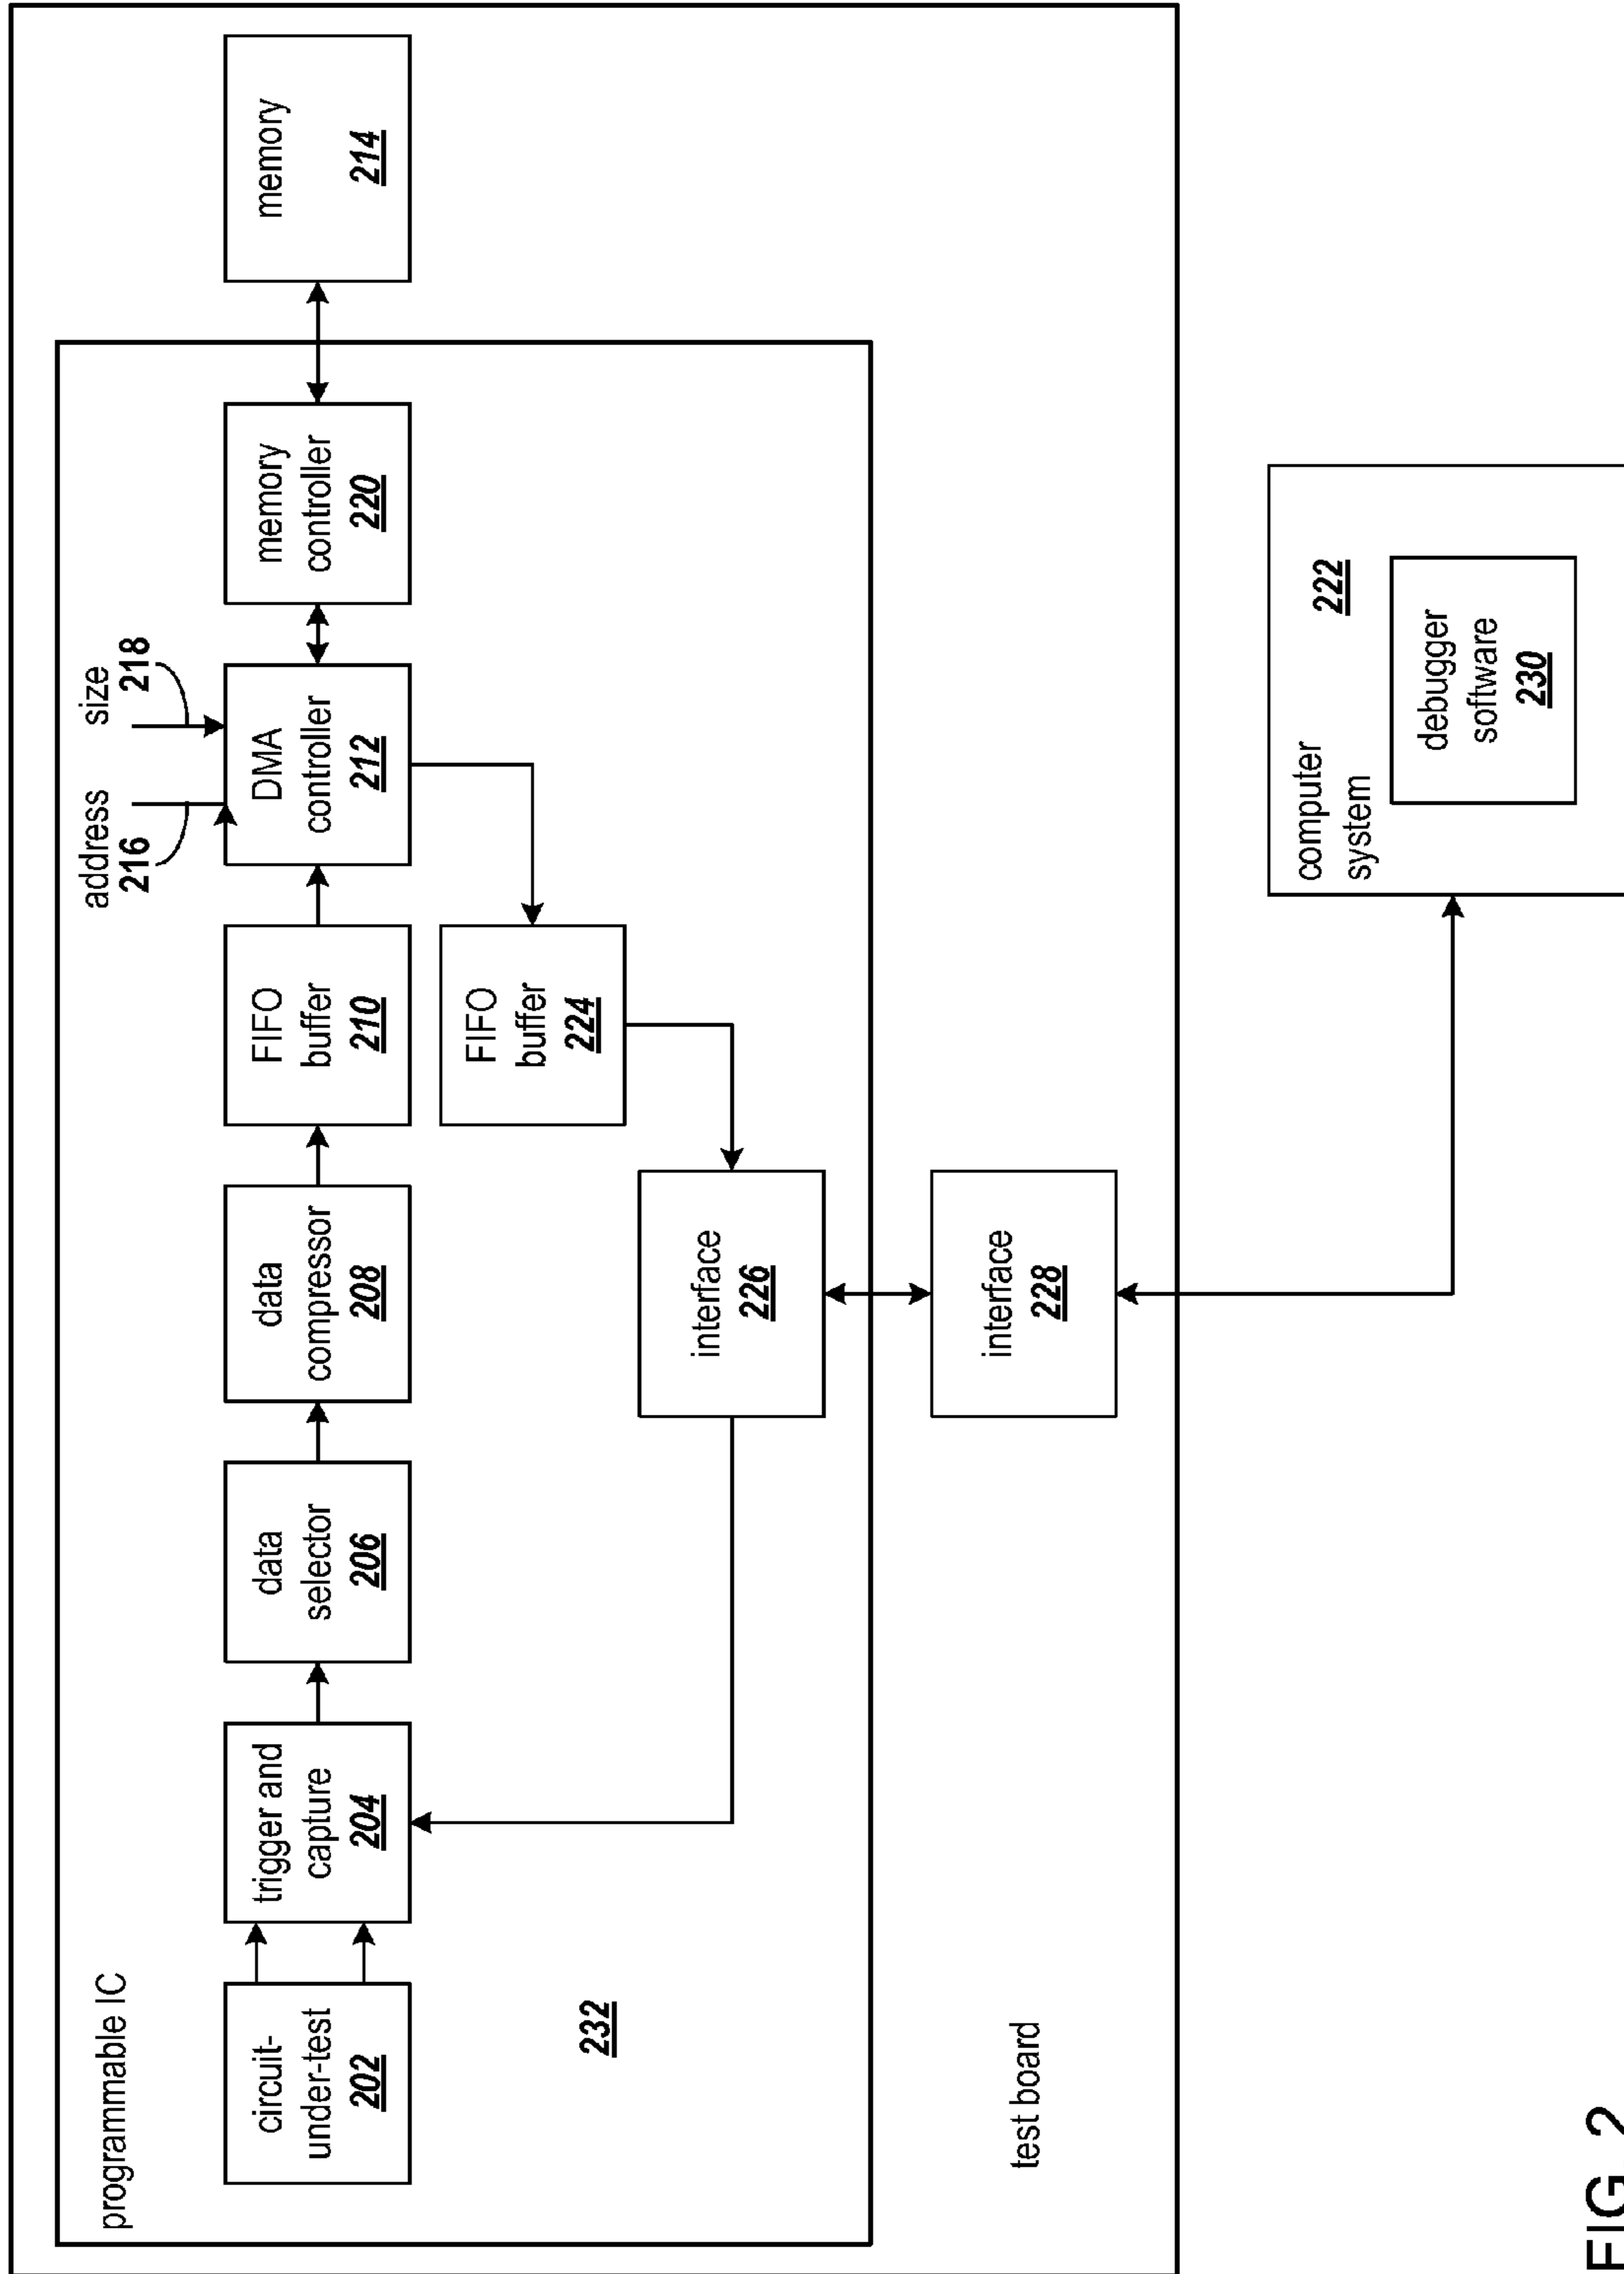 programmable IC
address
216
size
218
circuit-
under-test
202
trigger and
capture
204
data
selector
206
data
compressor
208
FIFO
buffer
210
DMA
controller
212
memory
controller
220
memory
214
FIFO
buffer
224
232
interface
226
test board
interface
228
computer
system
222
debugger
software
230
FIG. 2